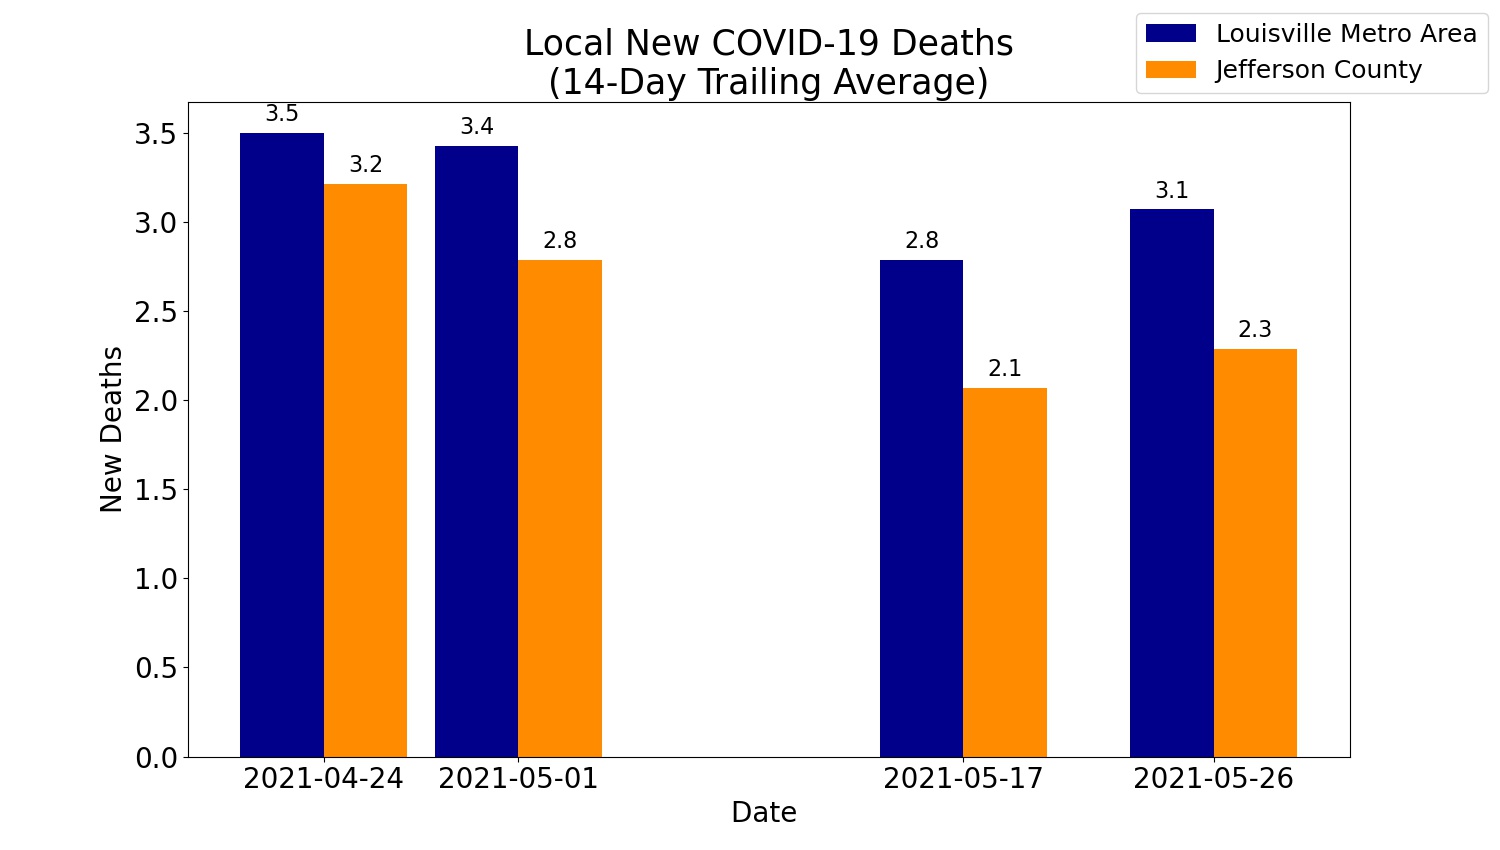 Local New COVID-19 Deaths
(14-Day Trailing Average)
Louisville Metro Area
Jefferson County
3.5
3.2
3.4
2.8
2.8
2.1
3.1
2.3
New Deaths
3.5
3.0
2.5
2.0
1.5
1.0
0.5
0.0
2021-04-24 2021-05-01 2021-05-17 2021-05-26
Date